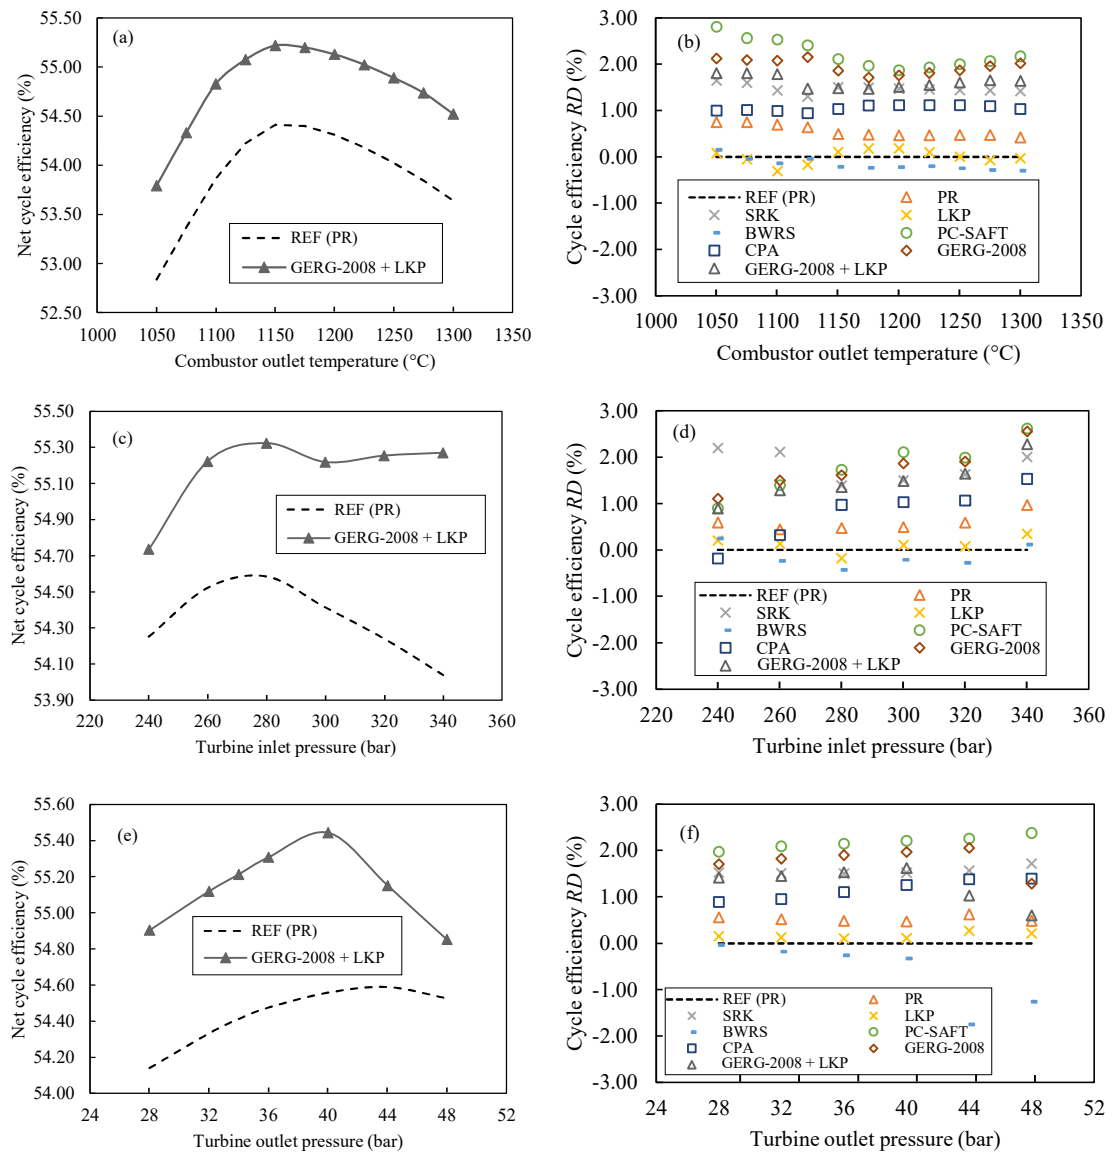 (a)
Net cycle efficiency (%)
55.50
55.00
54.50
54.00
53.50
53.00
52.50
REF (PR)
GERG-2008 + LKP
1000 1050 1100 1150 1200 1250 1300 1350
Combustor outlet temperature (°C)
(b)
Cycle efficiency RD (%)
3.00
2.00
1.00
0.00
-1.00
-2.00
-3.00
REF (PR) PR
SRK LKP
BWRS PC-SAFT
CPA GERG-2008
GERG-2008 + LKP
1000 1050 1100 1150 1200 1250 1300 1350
Combustor outlet temperature (°C)
(c)
Net cycle efficiency (%)
55.50
55.30
55.10
54.90
54.70
54.50
54.30
54.10
53.90
REF (PR)
GERG-2008 + LKP
220 240 260 280 300 320 340 360
Turbine inlet pressure (bar)
(d)
Cycle efficiency RD (%)
3.00
2.00
1.00
0.00
-1.00
-2.00
-3.00
REF (PR) PR
SRK LKP
BWRS PC-SAFT
CPA GERG-2008
GERG-2008 + LKP
220 240 260 280 300 320 340 360
Turbine inlet pressure (bar)
(e)
Net cycle efficiency (%)
55.60
55.40
55.20
55.00
54.80
54.60
54.40
54.20
54.00
REF (PR)
GERG-2008 + LKP
24 28 32 36 40 44 48 52
Turbine outlet pressure (bar)
(f)
Cycle efficiency RD (%)
3.00
2.00
1.00
0.00
-1.00
-2.00
-3.00
REF (PR) PR
SRK LKP
BWRS PC-SAFT
CPA GERG-2008
GERG-2008 + LKP
24 28 32 36 40 44 48 52
Turbine outlet pressure (bar)